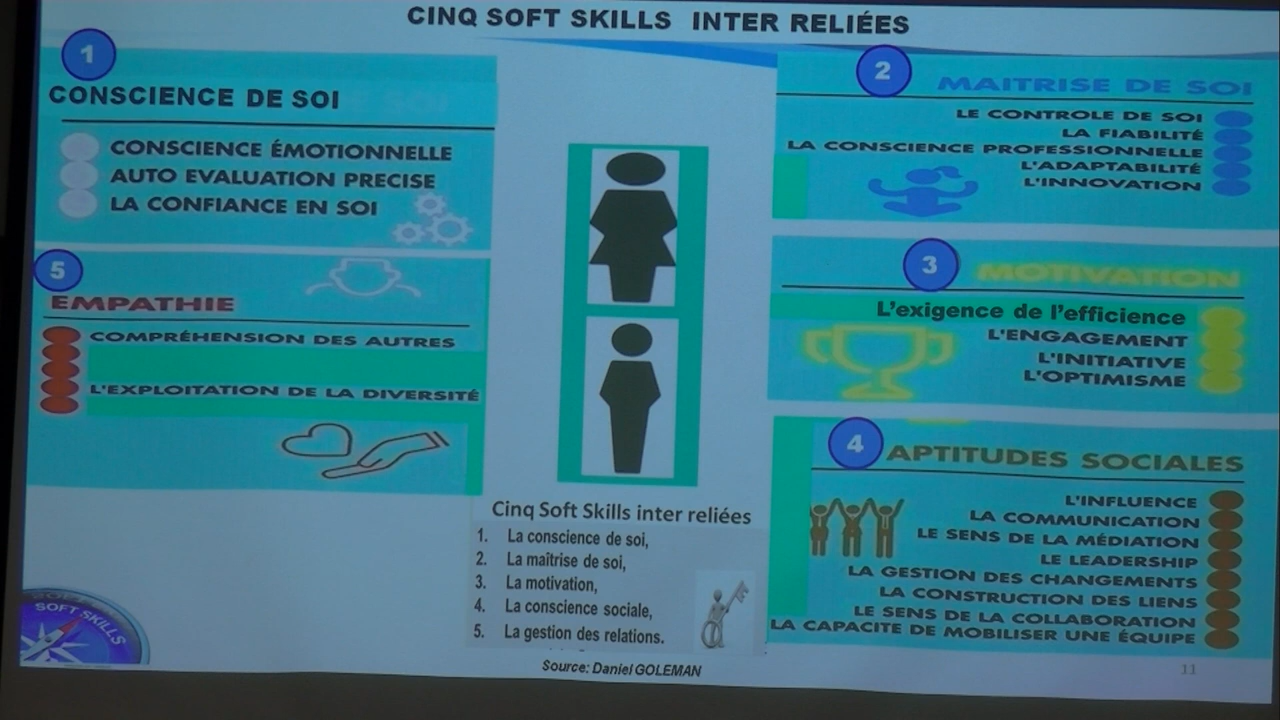 CINQ SOFT SKILLS INTER RELIÉES
1
CONSCIENCE DE SOI
CONSCIENCE ÉMOTIONNELLE
AUTO EVALUATION PRECISE
LA CONFIANCE EN SOI
2
MAITRISE DE SOI
LE CONTROLE DE SOI
LA FIABILITÉ
LA CONSCIENCE PROFESSIONNELLE
L'ADAPTABILITÉ
L'INNOVATION
3
MOTIVATION
L'exigence de l'efficience
L'ENGAGEMENT
L'INITIATIVE
L'OPTIMISME
4
APTITUDES SOCIALES
L'INFLUENCE
LA COMMUNICATION
LE SENS DE LA MÉDIATION
LE LEADERSHIP
LA GESTION DES CHANGEMENTS
LA CONSTRUCTION DES LIENS
LE SENS DE LA COLLABORATION
LA CAPACITE DE MOBILISER UNE ÉQUIPE
5
EMPATHIE
COMPRÉHENSION DES AUTRES
L'EXPLOITATION DE LA DIVERSITÉ
Cinq Soft Skills inter reliées
1. La conscience de soi,
2. La maîtrise de soi,
3. La motivation,
4. La conscience sociale,
5. La gestion des relations.
Source: Daniel GOLEMAN
SOFT SKILLS
11